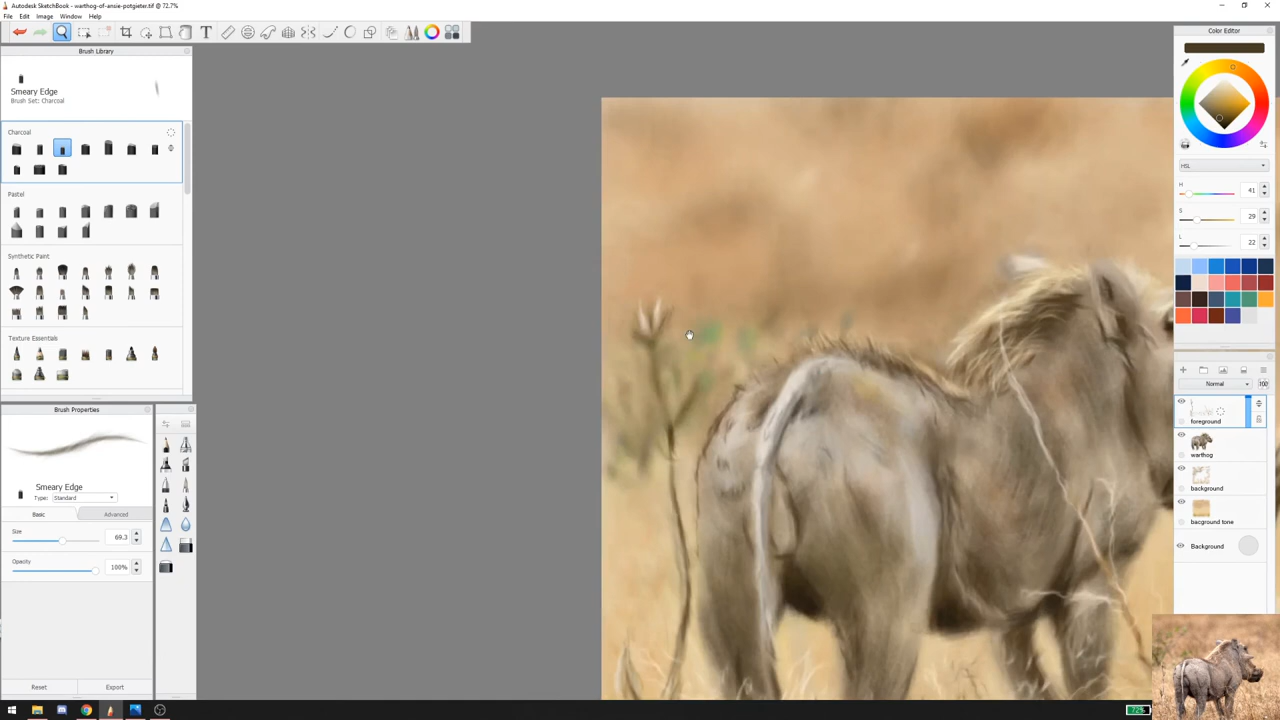 Autodesk SketchBook - warthog-of-ansie-potgieter.tif @ 72.7%
File Edit Image Window Help
Brush Library
Smeary Edge
Brush Set: Charcoal
Charcoal
Pastel
Synthetic Paint
Texture Essentials
Brush Properties
Smeary Edge
Type: Standard
Basic Advanced
Size 69.3
Opacity 100%
Reset Export
Color Editor
HSL
H 41
S 29
L 22
Normal 100
foreground
warthog
background
bacground tone
Background
72%